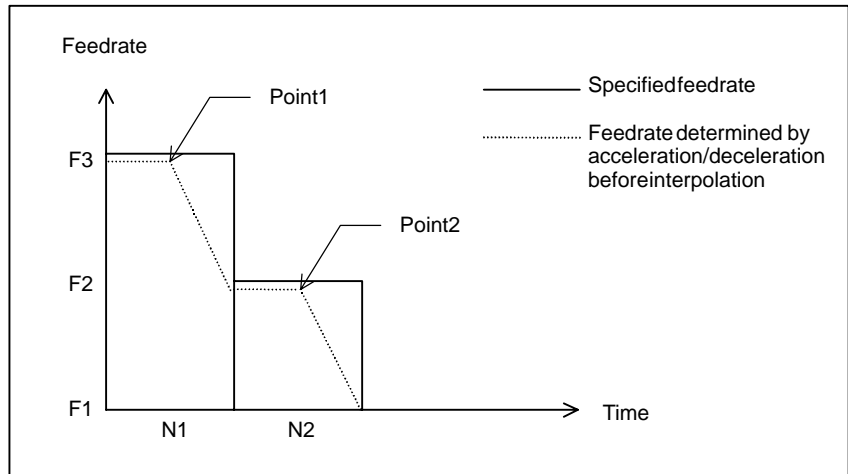 Feedrate
Point1
Specifiedfeedrate
Feedrate determined by
acceleration/deceleration
beforeinterpolation
F3
Point2
F2
F1
Time
N1
N2